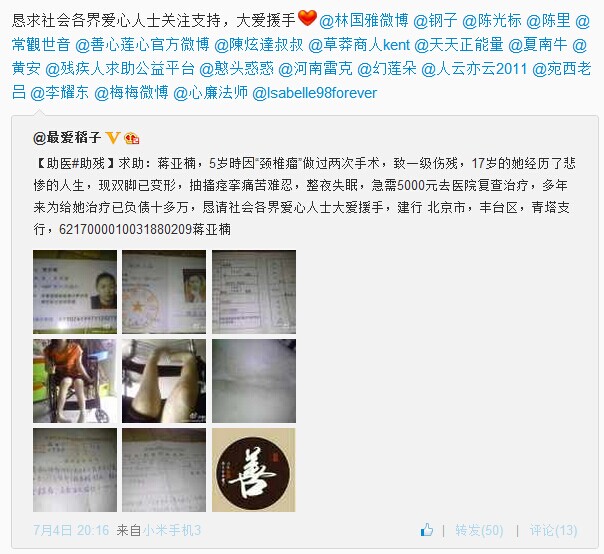 恳求社会各界爱心人士关注支持，大爱援手 @林国雅微博 @钢子 @陈光标 @陈里 @
常觀世音 @善心莲心官方微博 @陳炫達叔叔 @草莽商人kent @天天正能量 @夏南牛 @
黄安 @残疾人求助公益平台 @憨头惑惑 @河南雷克 @幻莲朵 @人云亦云2011 @宛西老
吕 @李耀东 @梅梅微博 @心廉法师 @Isabelle98forever
@最爱稻子
【助医#助残】求助：蒋亚楠，5岁時因“颈椎瘤”做过两次手术，致一级伤残，17岁的她经历了悲
惨的人生，现双脚已变形，抽搐痉挛痛苦难忍，整夜失眠，急需5000元去医院复查治疗，多年
来为给她治疗已负债十多万，恳请社会各界爱心人士大爱援手，建行 北京市，丰台区，青塔支
行，6217000010031880209蒋亚楠
善
7月4日 20:16 来自小米手机3
转发(50) | 评论(13)